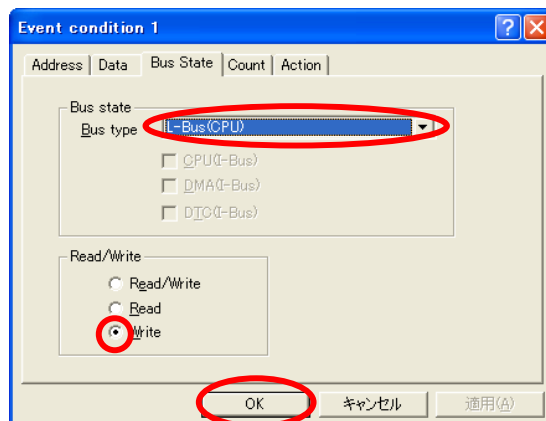 Event condition 1
Address Data Bus State Count Action
Bus state
Bus type L-Bus(CPU)
CPU(I-Bus)
DMA(I-Bus)
DTC(I-Bus)
Read/Write
Read/Write
Read
Write
OK キャンセル 適用(A)